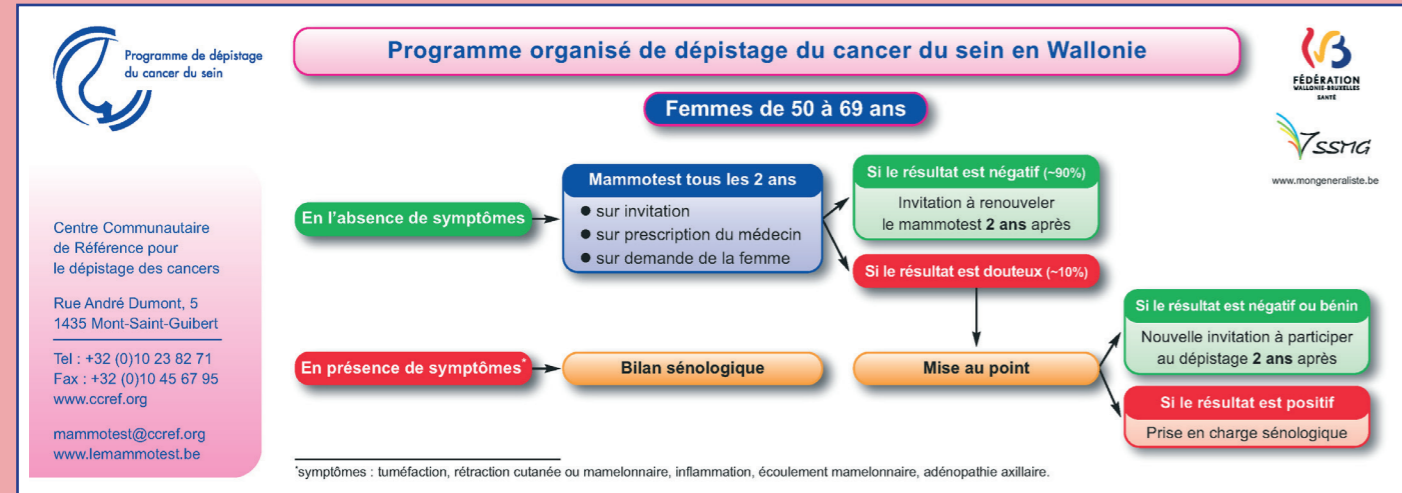 Programme de dépistage
du cancer du sein
Programme organisé de dépistage du cancer du sein en Wallonie
Femmes de 50 à 69 ans
FÉDÉRATION
WALLONIE-BRUXELLES
SANTÉ
SSMG
www.mongeneraliste.be
Centre Communautaire
de Référence pour
le dépistage des cancers
Rue André Dumont, 5
1435 Mont-Saint-Guibert
Tel : +32 (0)10 23 82 71
Fax : +32 (0)10 45 67 95
www.ccref.org
mammotest@ccref.org
www.lemammotest.be
En l'absence de symptômes
Mammotest tous les 2 ans
● sur invitation
● sur prescription du médecin
● sur demande de la femme
Si le résultat est négatif (~90%)
Invitation à renouveler
le mammotest 2 ans après
Si le résultat est douteux (~10%)
En présence de symptômes*
Bilan sénologique
Mise au point
Si le résultat est négatif ou bénin
Nouvelle invitation à participer
au dépistage 2 ans après
Si le résultat est positif
Prise en charge sénologique
*symptômes : tuméfaction, rétraction cutanée ou mamelonnaire, inflammation, écoulement mamelonnaire, adénopathie axillaire.